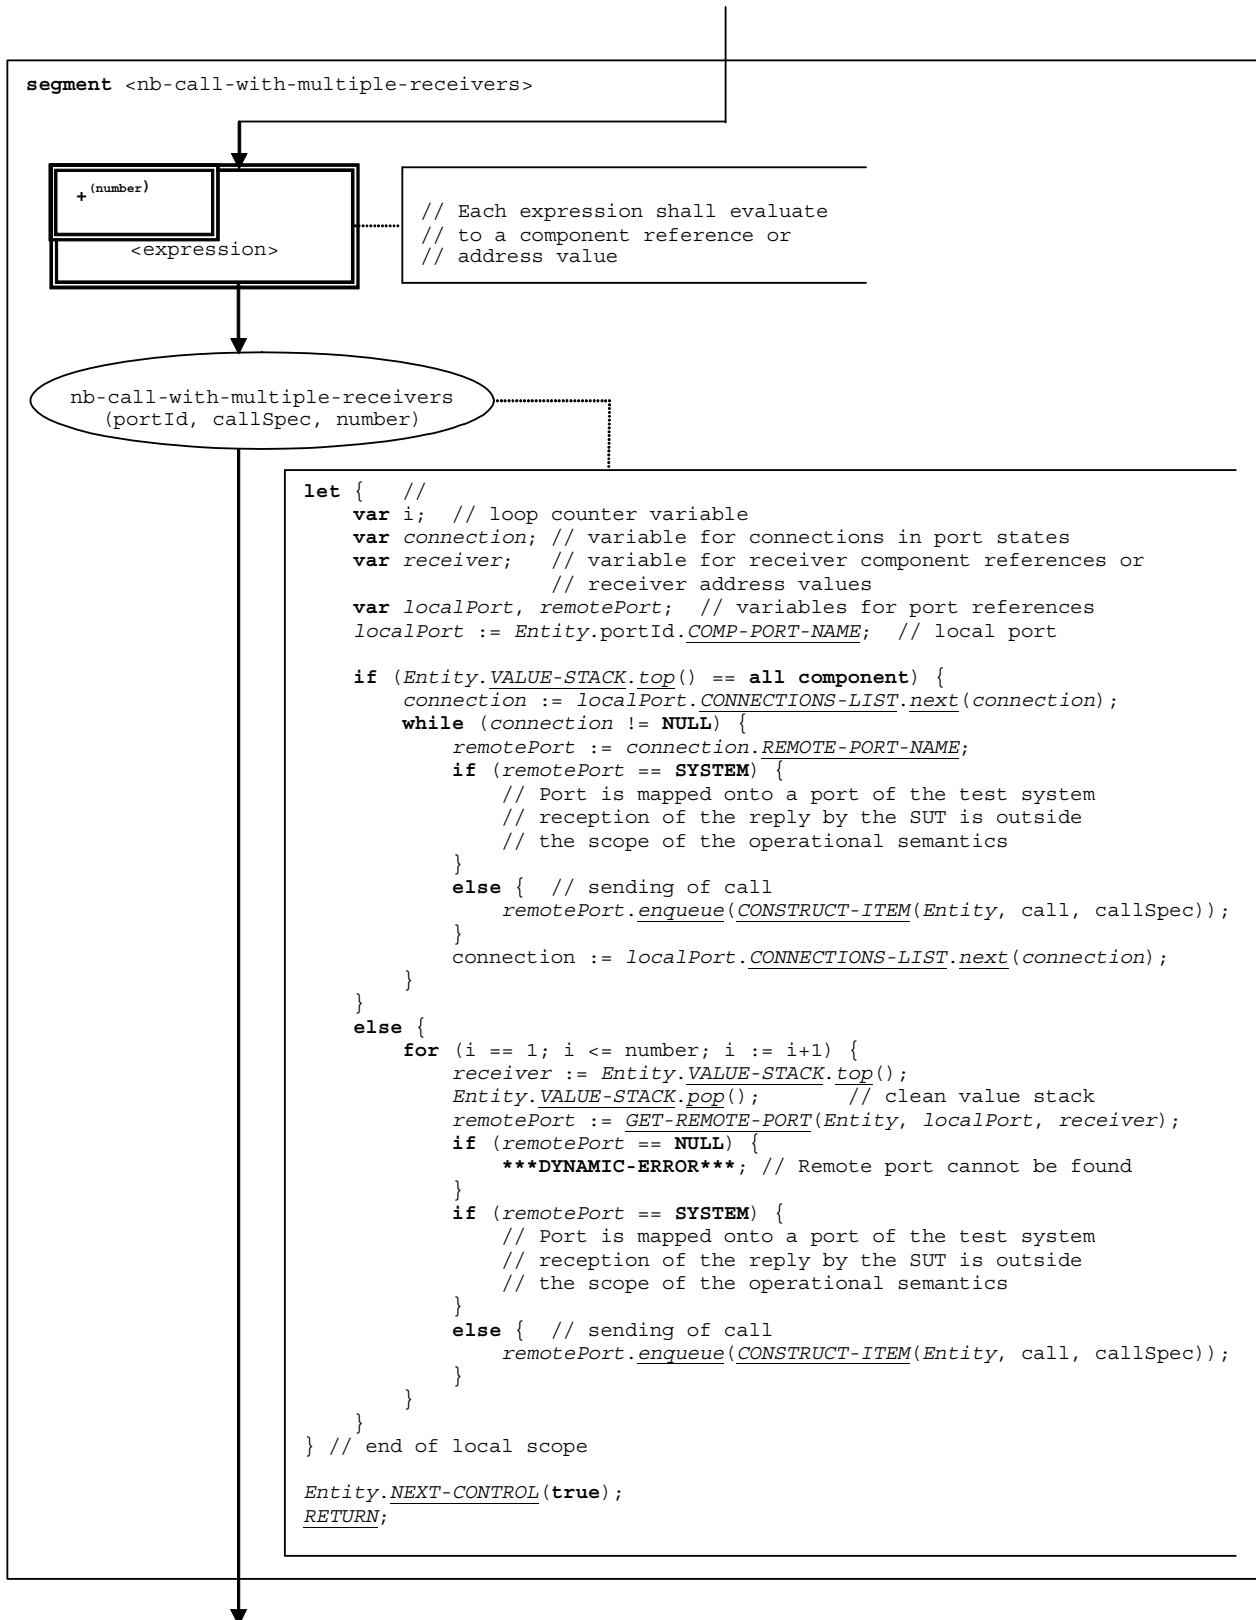 segment <nb-call-with-multiple-receivers>
+(number)
<expression>
// Each expression shall evaluate
// to a component reference or
// address value
nb-call-with-multiple-receivers
(portId, callSpec, number)
let {   //
    var i;  // loop counter variable
    var connection; // variable for connections in port states
    var receiver;   // variable for receiver component references or
                    // receiver address values
    var localPort, remotePort;  // variables for port references
    localPort := Entity.portId.COMP-PORT-NAME;  // local port
    if (Entity.VALUE-STACK.top() == all component) {
        connection := localPort.CONNECTIONS-LIST.next(connection);
        while (connection != NULL) {
            remotePort := connection.REMOTE-PORT-NAME;
            if (remotePort == SYSTEM) {
                // Port is mapped onto a port of the test system
                // reception of the reply by the SUT is outside
                // the scope of the operational semantics
            }
            else {  // sending of call
                remotePort.enqueue(CONSTRUCT-ITEM(Entity, call, callSpec));
            }
            connection := localPort.CONNECTIONS-LIST.next(connection);
        }
    }
    else {
        for (i == 1; i <= number; i := i+1) {
            receiver := Entity.VALUE-STACK.top();
            Entity.VALUE-STACK.pop();       // clean value stack
            remotePort := GET-REMOTE-PORT(Entity, localPort, receiver);
            if (remotePort == NULL) {
                ***DYNAMIC-ERROR***; // Remote port cannot be found
            }
            if (remotePort == SYSTEM) {
                // Port is mapped onto a port of the test system
                // reception of the reply by the SUT is outside
                // the scope of the operational semantics
            }
            else {  // sending of call
                remotePort.enqueue(CONSTRUCT-ITEM(Entity, call, callSpec));
            }
        }
    }
} // end of local scope
Entity.NEXT-CONTROL(true);
RETURN;